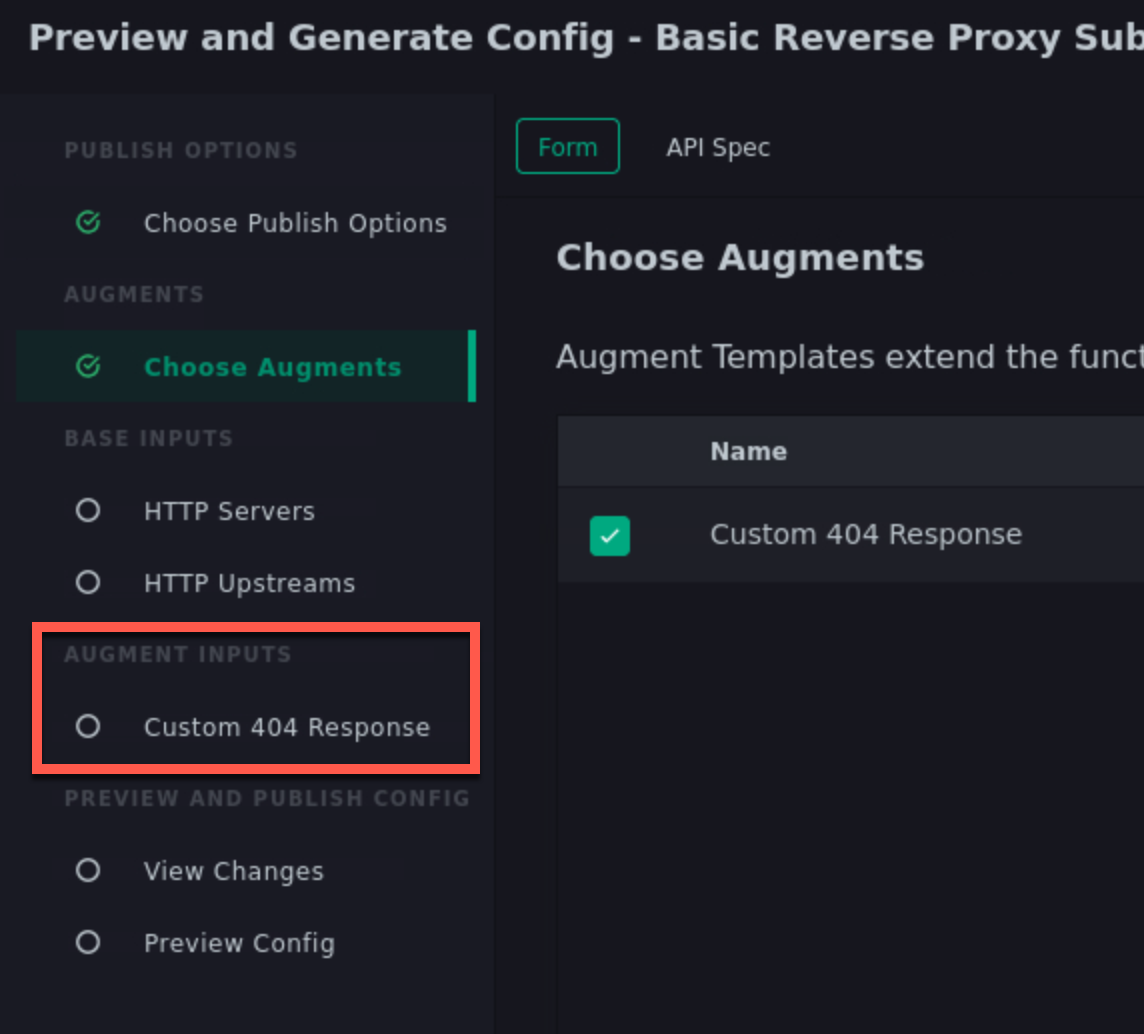 Preview and Generate Config - Basic Reverse Proxy Sub
PUBLISH OPTIONS
Choose Publish Options
AUGMENTS
Choose Augments
BASE INPUTS
HTTP Servers
HTTP Upstreams
AUGMENT INPUTS
Custom 404 Response
PREVIEW AND PUBLISH CONFIG
View Changes
Preview Config
Form API Spec
Choose Augments
Augment Templates extend the funct
Name
Custom 404 Response